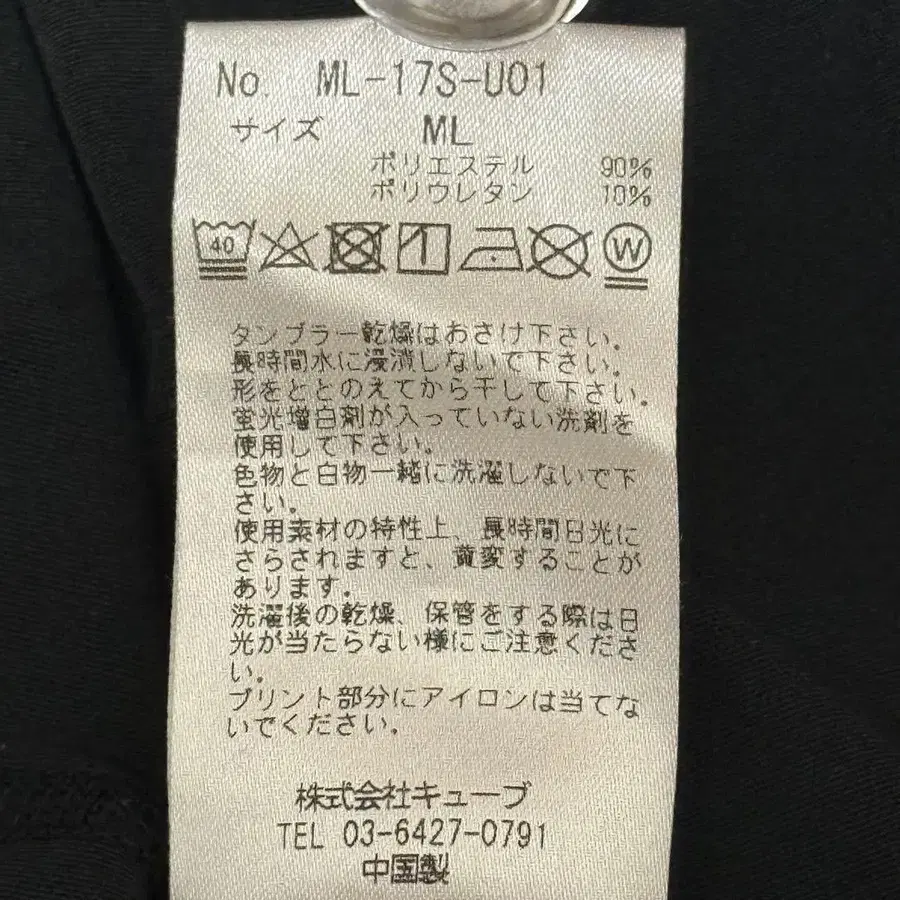 No. ML-17S-U01
サイズ ML
ポリエステル 90%
ポリウレタン 10%
40 W
タンブラー乾燥はおさけ下さい。
長時間水に浸漬しないで下さい。
形をととのえてから干して下さい。
蛍光増白剤が入っていない洗剤を
使用して下さい。
色物と白物一緒に洗濯しないで下
さい。
使用素材の特性上、長時間日光に
さらされますと、黄変することが
あります。
洗濯後の乾燥、保管をする際は日
光が当たらない様にご注意くださ
い。
プリント部分にアイロンは当てな
いでください。
株式会社キューブ
TEL 03-6427-0791
中国製